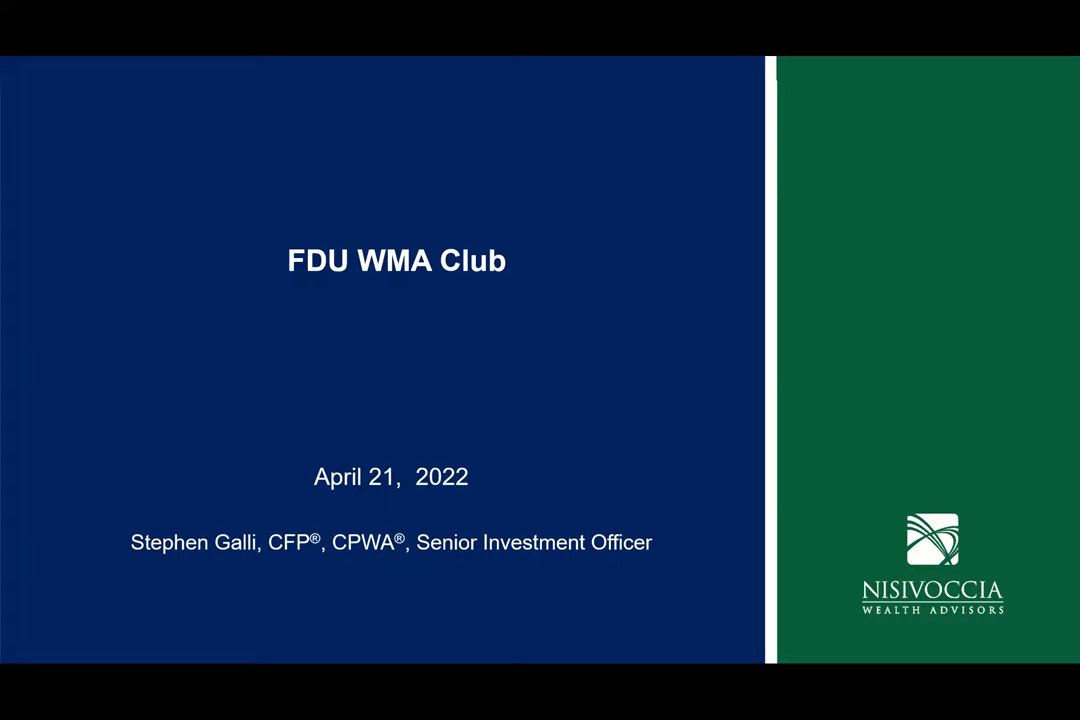 FDU WMA Club
April 21,  2022
Stephen Galli, CFP®, CPWA®, Senior Investment Officer
NISIVOCCIA
WEALTH ADVISORS